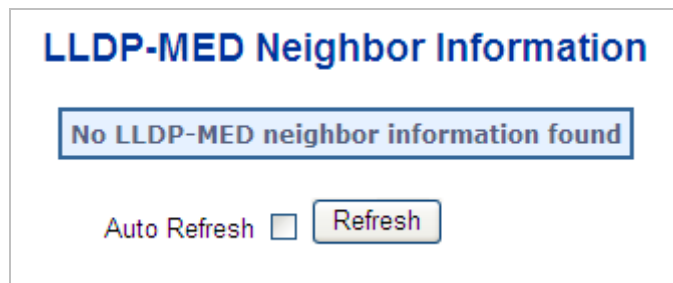 LLDP-MED Neighbor Information
No LLDP-MED neighbor information found
Auto Refresh Refresh